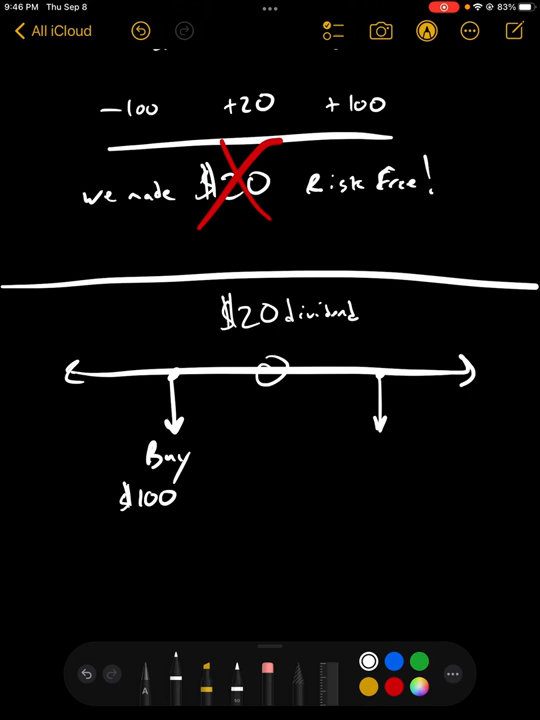 9:46 PM Thu Sep 8
83%
All iCloud
-100 +20 +100
We made $20 Risk Free!
$20 dividend
Buy
$100
A